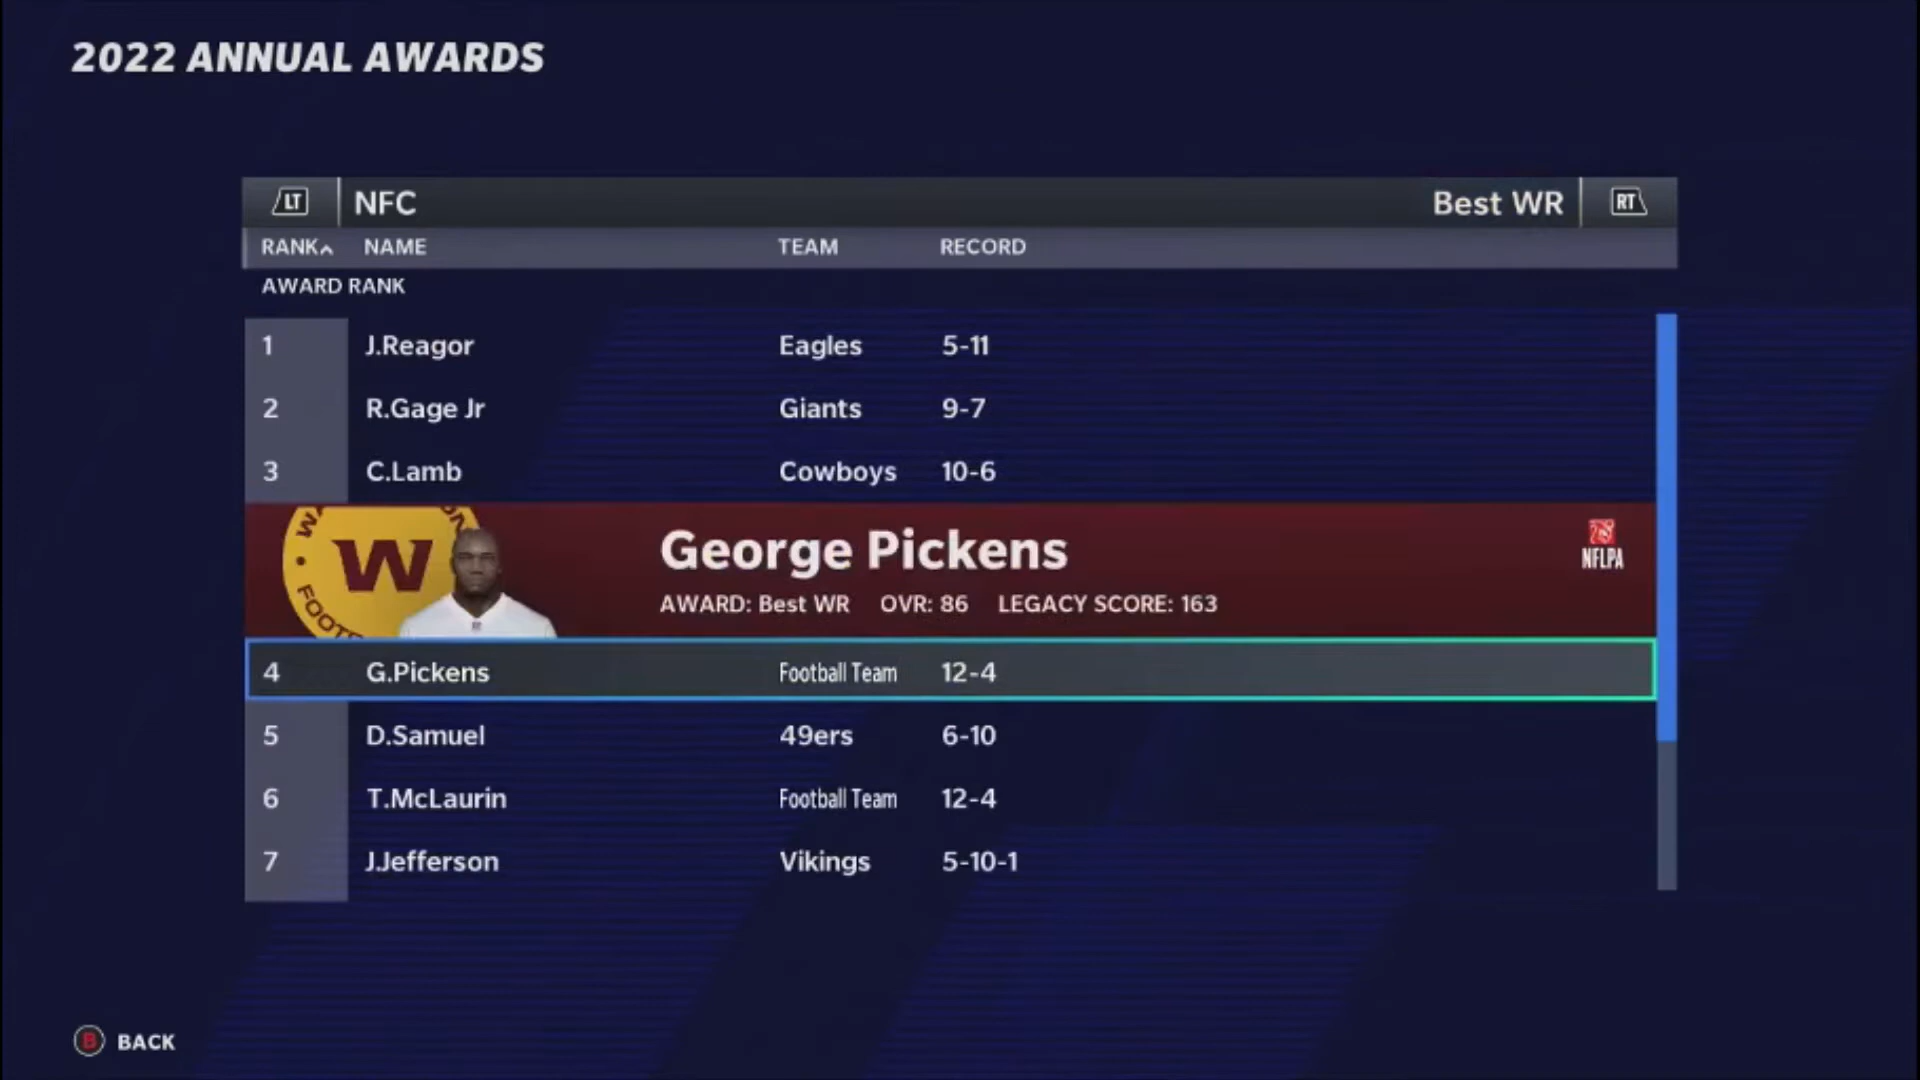 2022 ANNUAL AWARDS
LT NFC Best WR RT
RANK NAME TEAM RECORD
AWARD RANK
1 J.Reagor Eagles 5-11
2 R.Gage Jr Giants 9-7
3 C.Lamb Cowboys 10-6
W
George Pickens
NFLPA
AWARD: Best WR OVR: 86 LEGACY SCORE: 163
4 G.Pickens Football Team 12-4
5 D.Samuel 49ers 6-10
6 T.McLaurin Football Team 12-4
7 J.Jefferson Vikings 5-10-1
B BACK